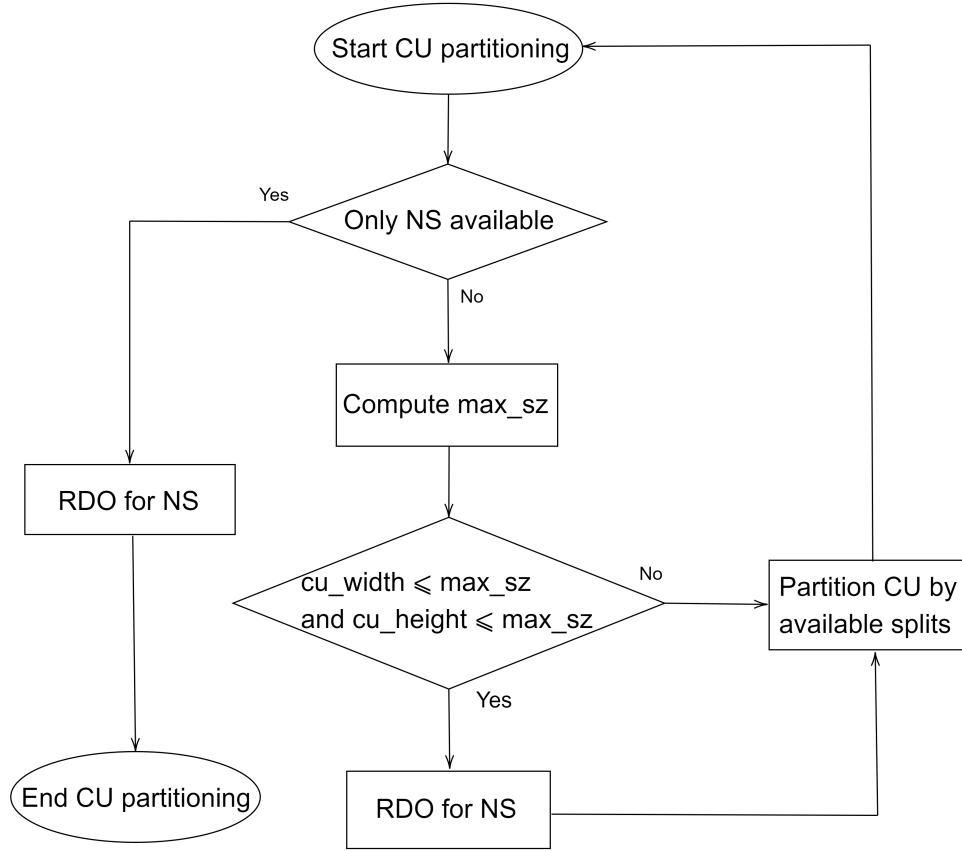 Start CU partitioning
Yes
Only NS available
No
Compute max_sz
RDO for NS
cu_width ⩽ max_sz
and cu_height ⩽ max_sz
No
Partition CU by
available splits
Yes
End CU partitioning
RDO for NS